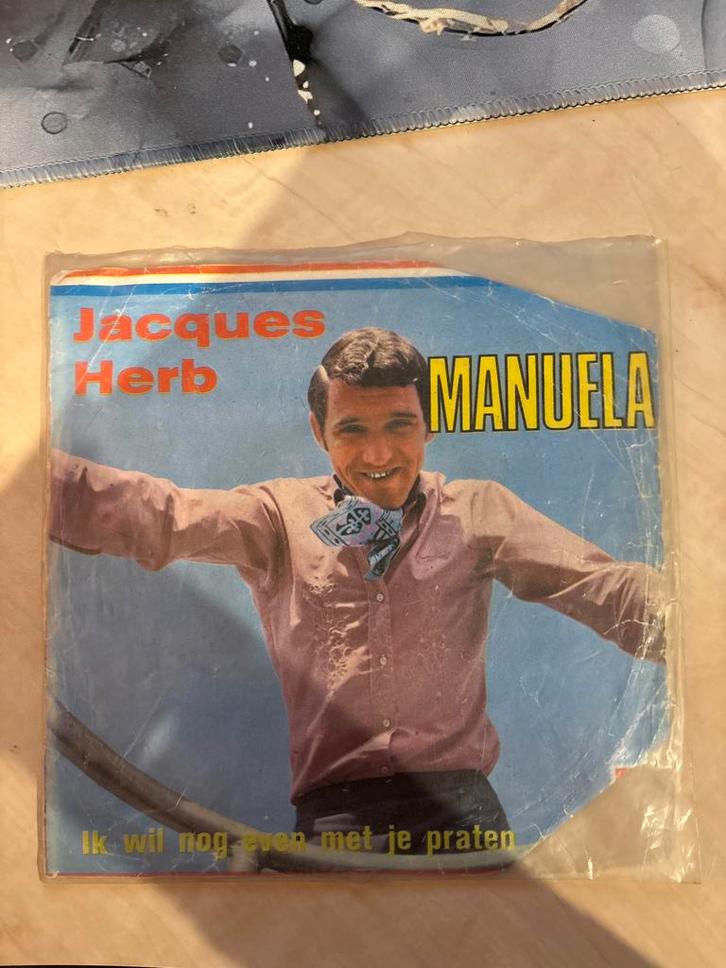 Jacques
Herb
MANUELA
Ik wil nog even met je praten